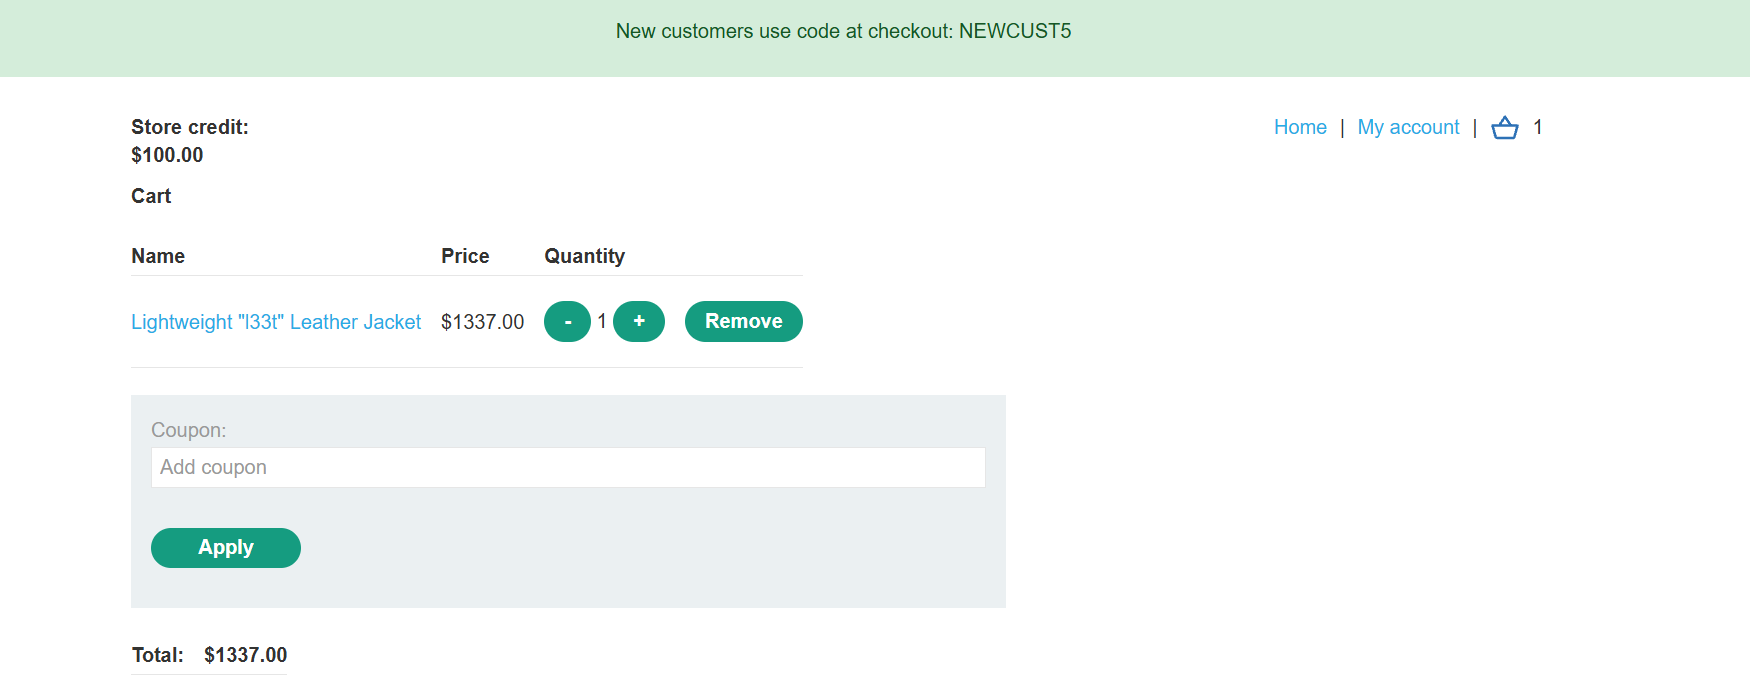 New customers use code at checkout: NEWCUST5
Store credit:
$100.00
Home | My account | 1
Cart
Name Price Quantity
Lightweight "l33t" Leather Jacket $1337.00 - 1 + Remove
Coupon:
Add coupon
Apply
Total: $1337.00